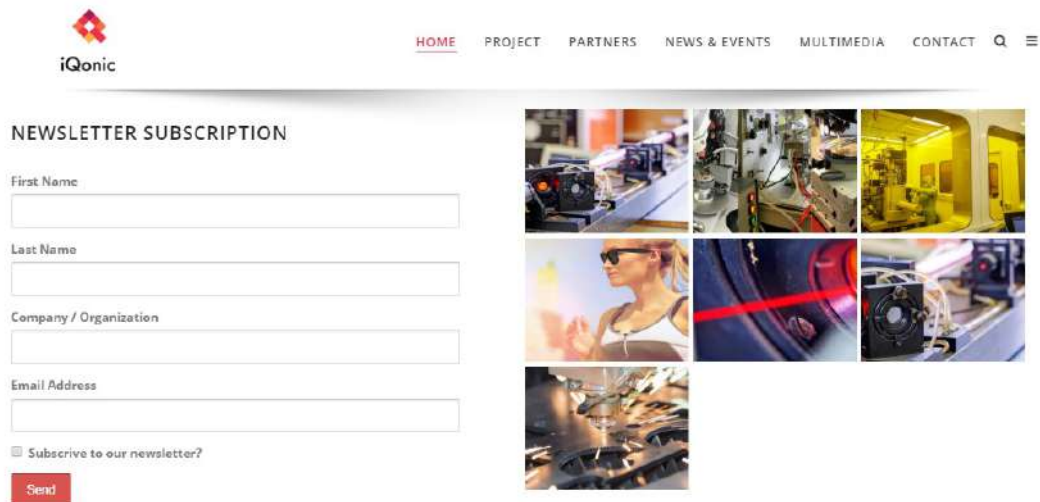 iQonic
HOME PROJECT PARTNERS NEWS & EVENTS MULTIMEDIA CONTACT
NEWSLETTER SUBSCRIPTION
First Name
Last Name
Company / Organization
Email Address
Subscrive to our newsletter?
Send